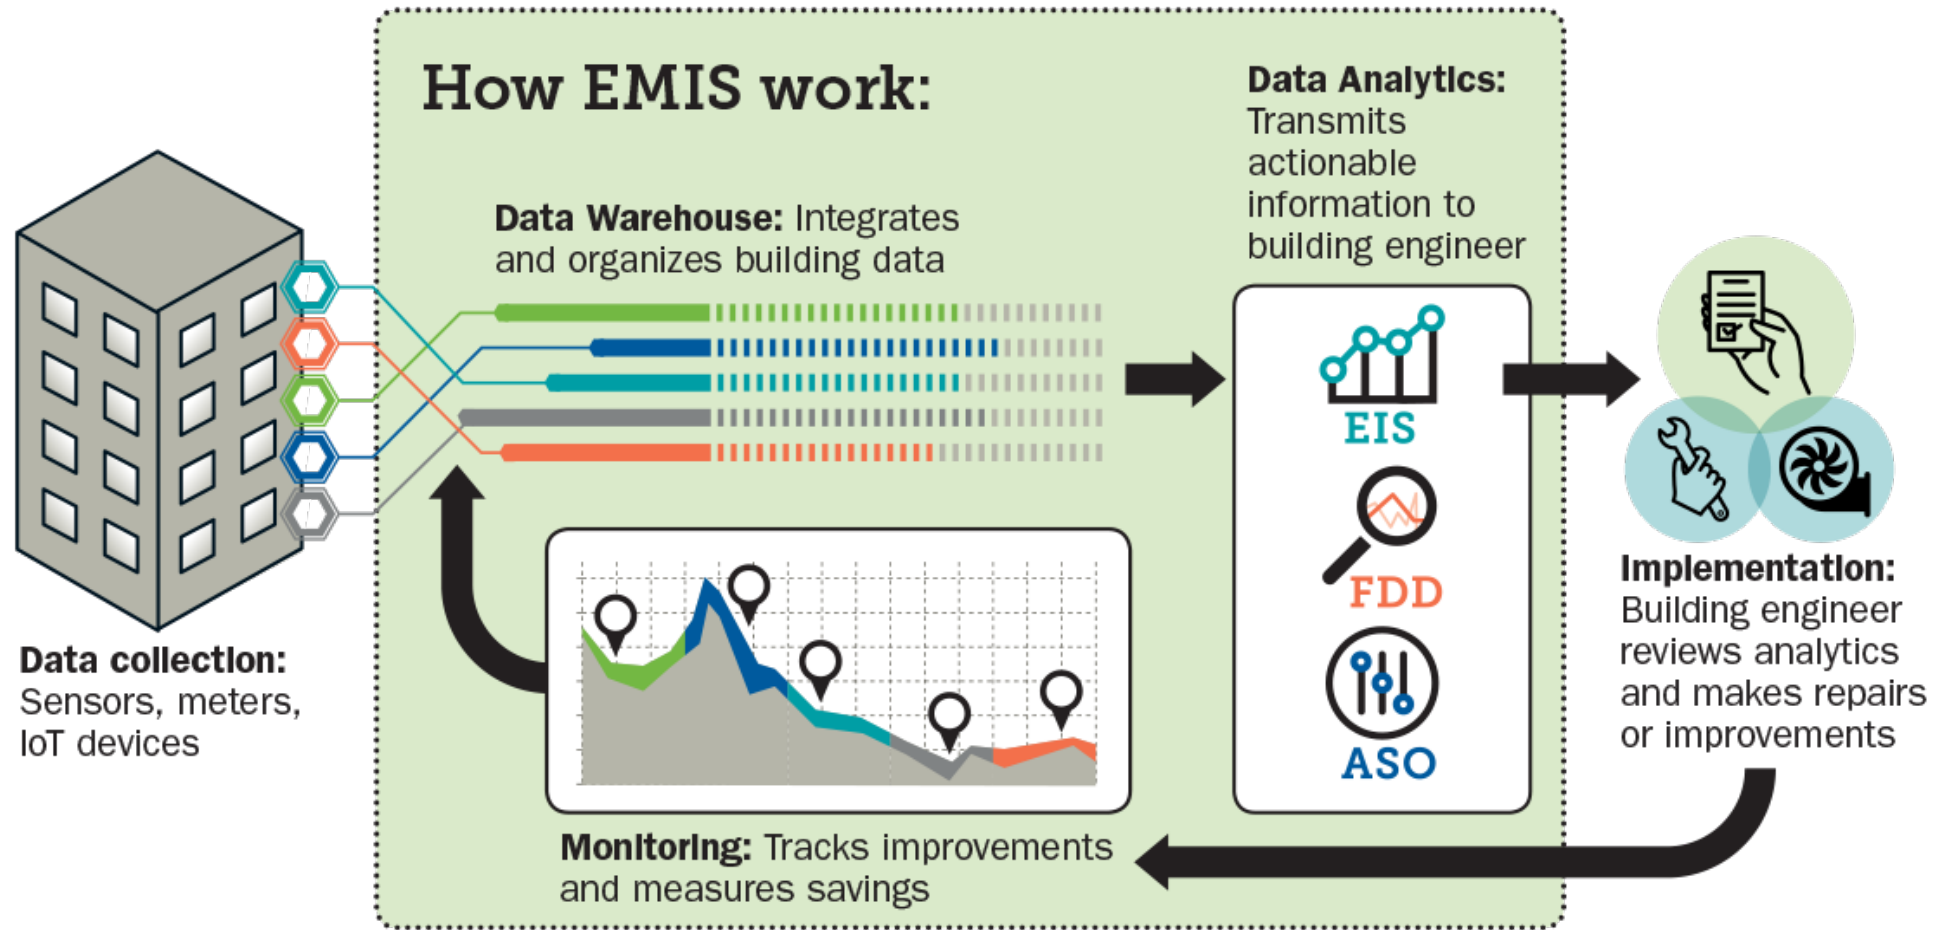 How EMIS work:
Data Analytics:
Transmits
actionable
information to
building engineer
Data Warehouse: Integrates
and organizes building data
EIS
FDD
ASO
Data collection:
Sensors, meters,
IoT devices
Implementation:
Building engineer
reviews analytics
and makes repairs
or improvements
Monitoring: Tracks improvements
and measures savings